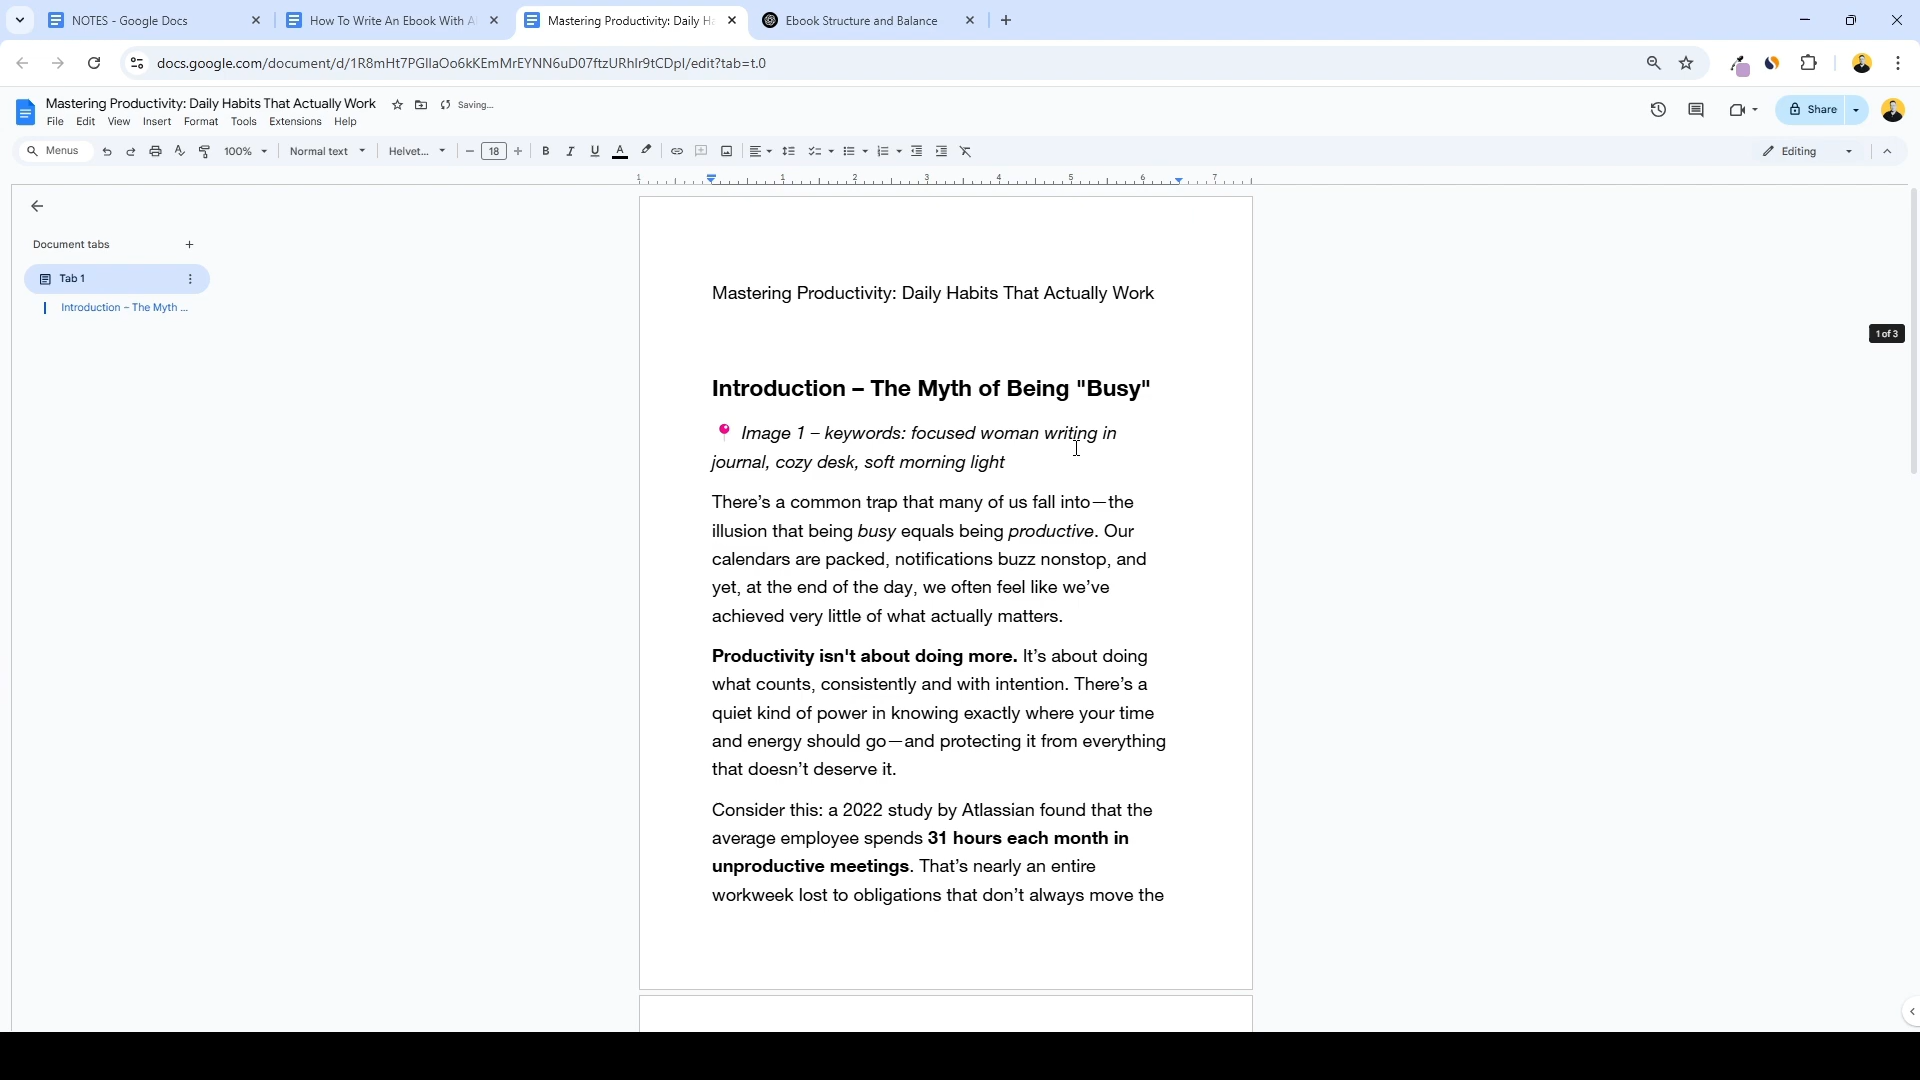 NOTES - Google Docs
How To Write An Ebook With A
Mastering Productivity: Daily Ha
Ebook Structure and Balance
docs.google.com/document/d/1R8mHt7PGllaOo6kKEmMrEYNN6uD07ftzURhlr9tCDpI/edit?tab=t.0
Mastering Productivity: Daily Habits That Actually Work
Saving...
File Edit View Insert Format Tools Extensions Help
Share
Menus
100%
Normal text
Helvet...
18
Editing
1 1 2 3 4 5 6 7
Document tabs
Tab 1
Introduction – The Myth ...
1 of 3
Mastering Productivity: Daily Habits That Actually Work
Introduction – The Myth of Being "Busy"
Image 1 – keywords: focused woman writing in
journal, cozy desk, soft morning light
There’s a common trap that many of us fall into—the
illusion that being busy equals being productive. Our
calendars are packed, notifications buzz nonstop, and
yet, at the end of the day, we often feel like we’ve
achieved very little of what actually matters.
Productivity isn't about doing more. It’s about doing
what counts, consistently and with intention. There’s a
quiet kind of power in knowing exactly where your time
and energy should go—and protecting it from everything
that doesn’t deserve it.
Consider this: a 2022 study by Atlassian found that the
average employee spends 31 hours each month in
unproductive meetings. That’s nearly an entire
workweek lost to obligations that don’t always move the